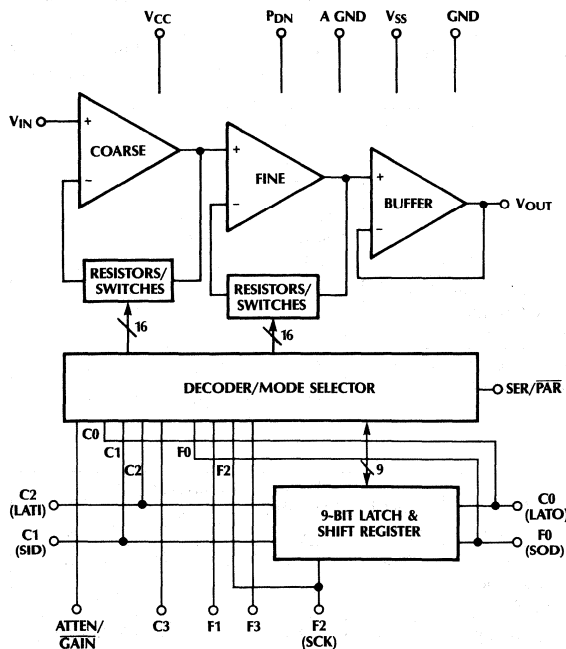 VCC PDN A GND VSS GND
VIN
+
COARSE
−
+
FINE
−
+
BUFFER
−
VOUT
RESISTORS/
SWITCHES
RESISTORS/
SWITCHES
16
16
DECODER/MODE SELECTOR
SER/P̅A̅R̅
C0
C1
C2
F0
F2
9
C2
(LATI)
C1
(SID)
9-BIT LATCH &
SHIFT REGISTER
C0
(LATO)
F0
(SOD)
ATTEN/
G̅A̅I̅N̅
C3
F1
F3
F2
(SCK)